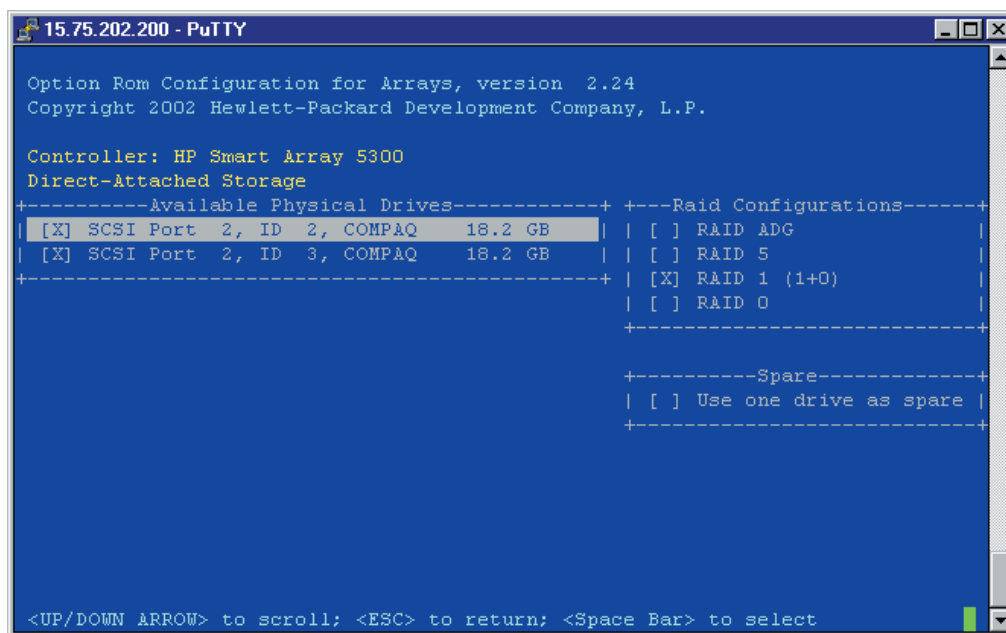 15.75.202.200 - PuTTY
Option Rom Configuration for Arrays, version  2.24
Copyright 2002 Hewlett-Packard Development Company, L.P.
Controller: HP Smart Array 5300
Direct-Attached Storage
+----------Available Physical Drives------------+ +---Raid Configurations------+
| [X] SCSI Port  2, ID  2, COMPAQ    18.2 GB    | | [ ] RAID ADG               |
| [X] SCSI Port  2, ID  3, COMPAQ    18.2 GB    | | [ ] RAID 5                 |
+-----------------------------------------------+ | [X] RAID 1 (1+0)           |
| [ ] RAID 0                 |
+----------------------------+
+----------Spare-------------+
| [ ] Use one drive as spare |
+----------------------------+
<UP/DOWN ARROW> to scroll; <ESC> to return; <Space Bar> to select